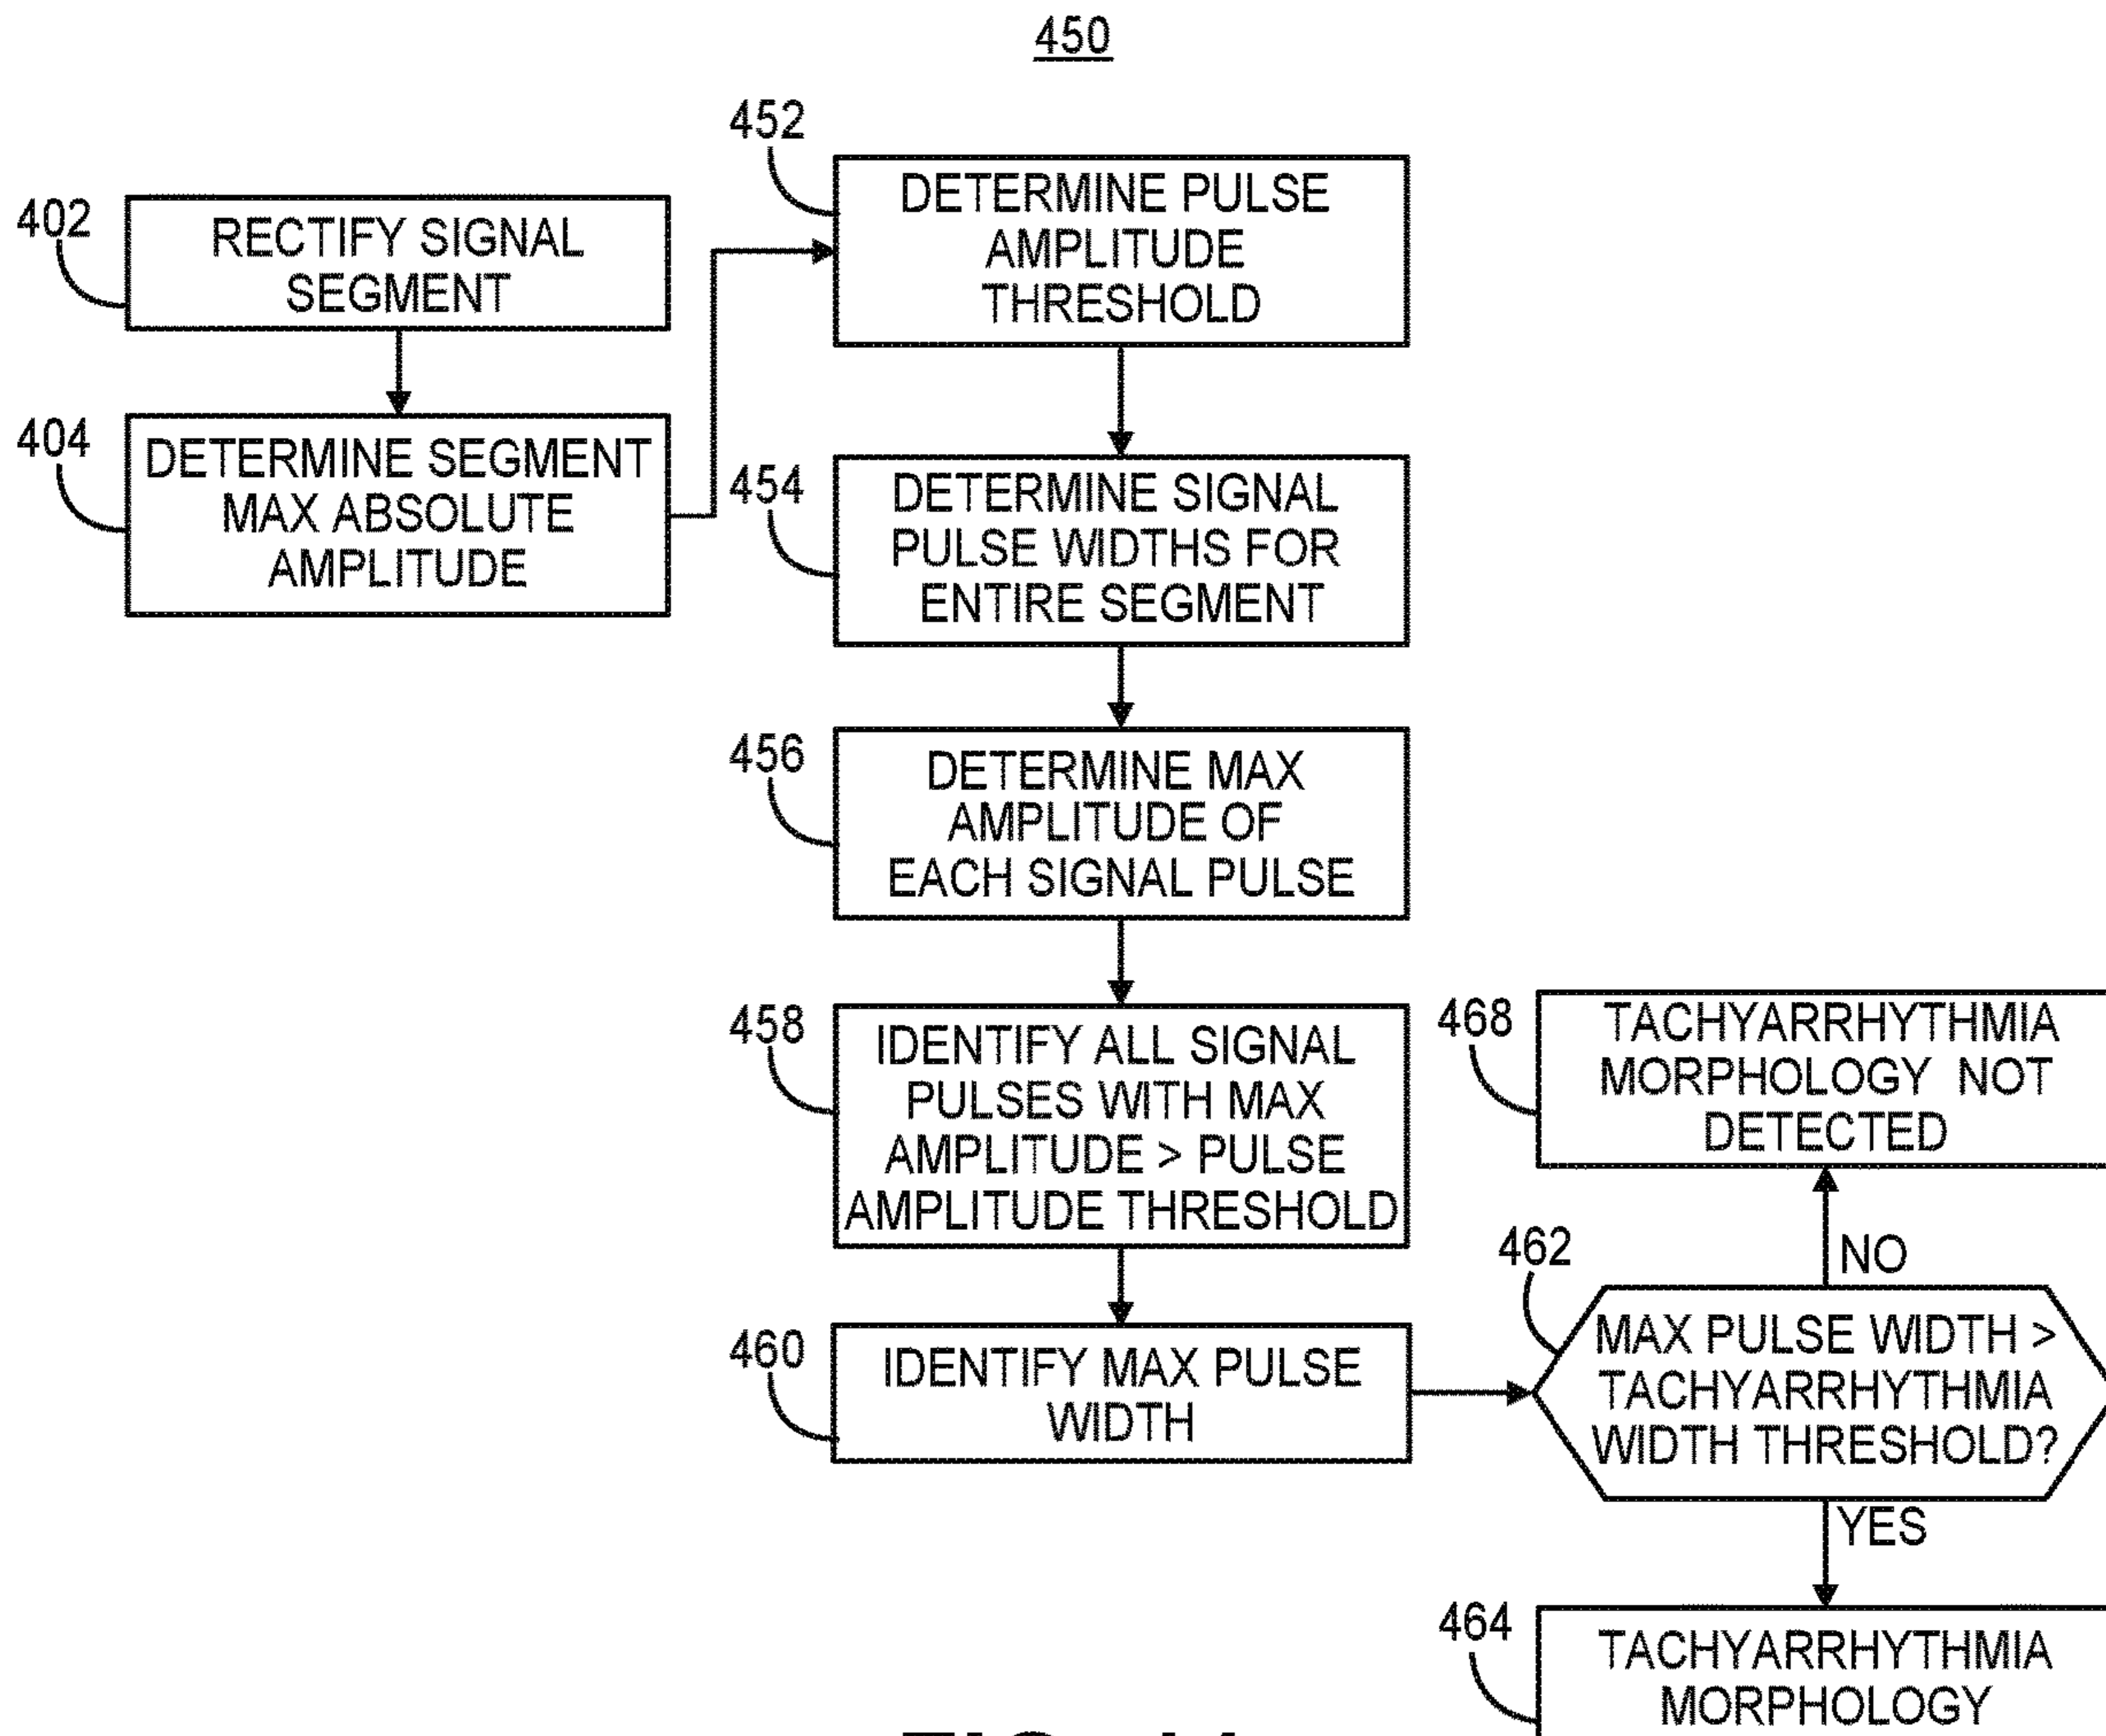 450
402
RECTIFY SIGNAL
SEGMENT
404
DETERMINE SEGMENT
MAX ABSOLUTE
AMPLITUDE
452
DETERMINE PULSE
AMPLITUDE
THRESHOLD
454
DETERMINE SIGNAL
PULSE WIDTHS FOR
ENTIRE SEGMENT
456
DETERMINE MAX
AMPLITUDE OF
EACH SIGNAL PULSE
458
IDENTIFY ALL SIGNAL
PULSES WITH MAX
AMPLITUDE > PULSE
AMPLITUDE THRESHOLD
460
IDENTIFY MAX PULSE
WIDTH
462
MAX PULSE WIDTH >
TACHYARRHYTHMIA
WIDTH THRESHOLD?
NO
468
TACHYARRHYTHMIA
MORPHOLOGY NOT
DETECTED
YES
464
TACHYARRHYTHMIA
MORPHOLOGY